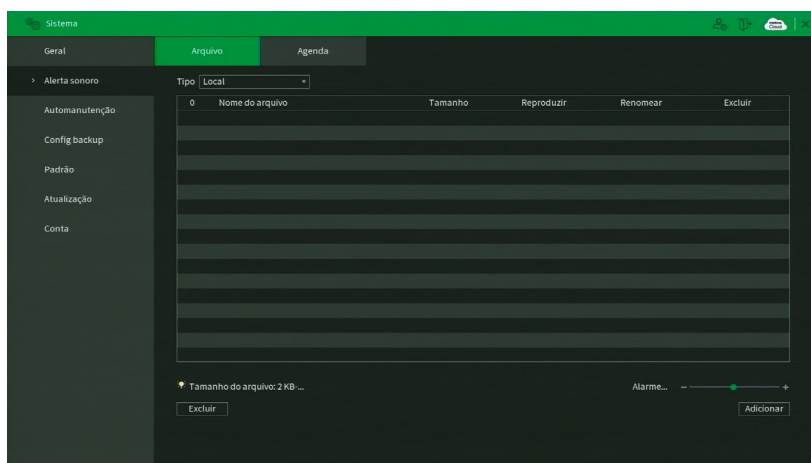 Sistema
Cloud
Geral
Arquivo
Agenda
Alerta sonoro
Tipo
Local
0
Nome do arquivo
Tamanho
Reproduzir
Renomear
Excluir
Automanutenção
Config backup
Padrão
Atualização
Conta
Tamanho do arquivo: 2 KB-...
Alarme...
Excluir
Adicionar